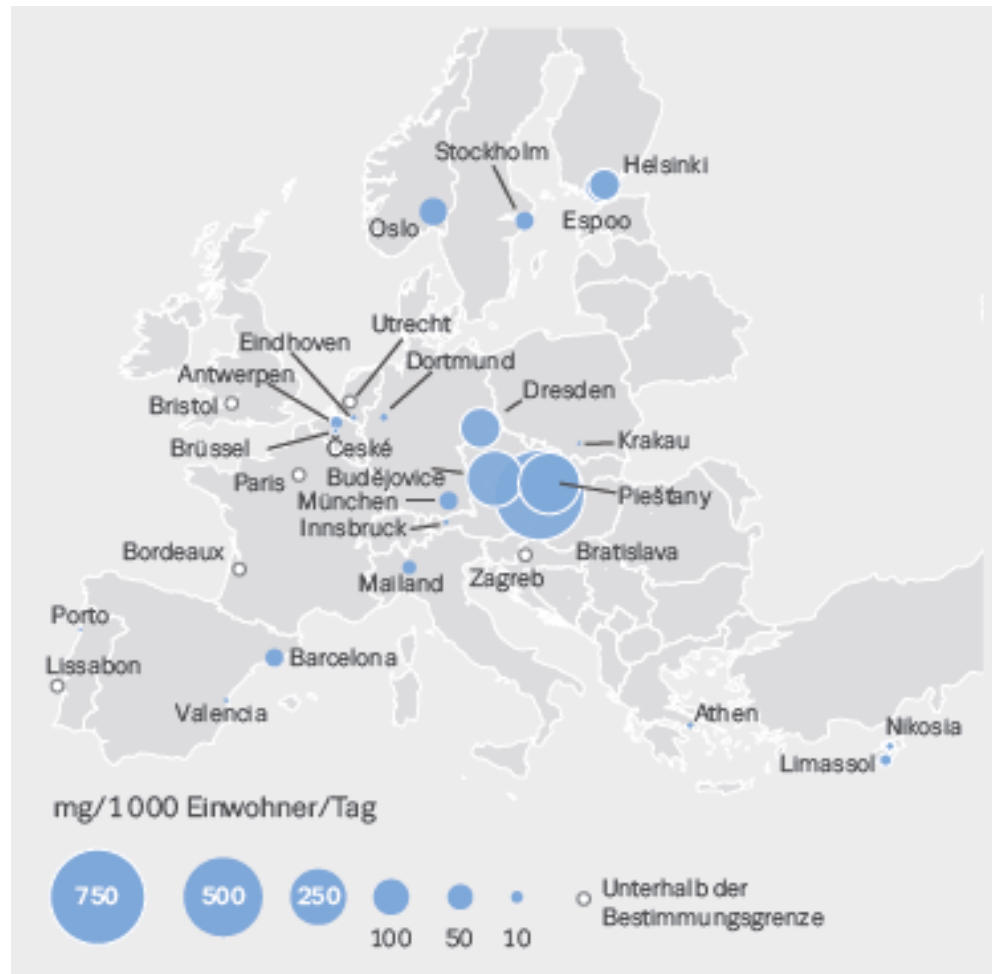 Stockholm
Helsinki
Oslo
Espoo
Utrecht
Eindhoven
Dortmund
Antwerpen
Dresden
Bristol
Krakau
Brüssel
České
Budějovice
Paris
Piešťany
München
Innsbruck
Bordeaux
Bratislava
Mailand
Zagreb
Porto
Barcelona
Lissabon
Valencia
Athen
Nikosia
Limassol
mg/1000 Einwohner/Tag
750 500 250
100 50 10
Unterhalb der
Bestimmungsgrenze